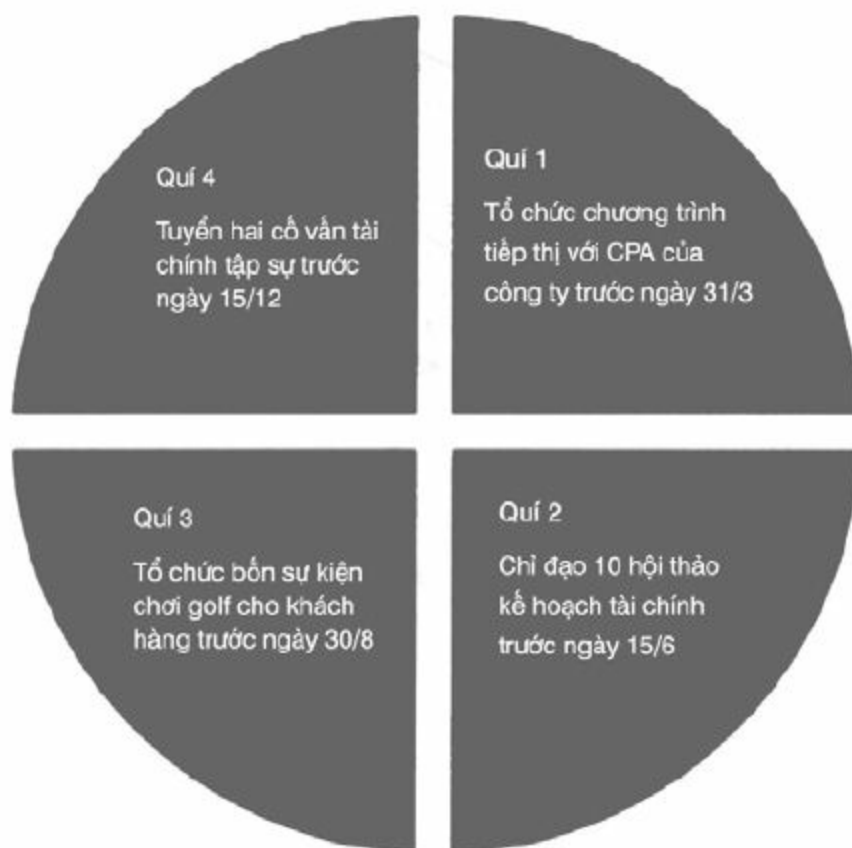 Quí 4
Tuyển hai cố vấn tài
chính tập sự trước
ngày 15/12
Quí 1
Tổ chức chương trình
tiếp thị với CPA của
công ty trước ngày 31/3
Quí 3
Tổ chức bốn sự kiện
chơi golf cho khách
hàng trước ngày 30/8
Quí 2
Chỉ đạo 10 hội thảo
kế hoạch tài chính
trước ngày 15/6